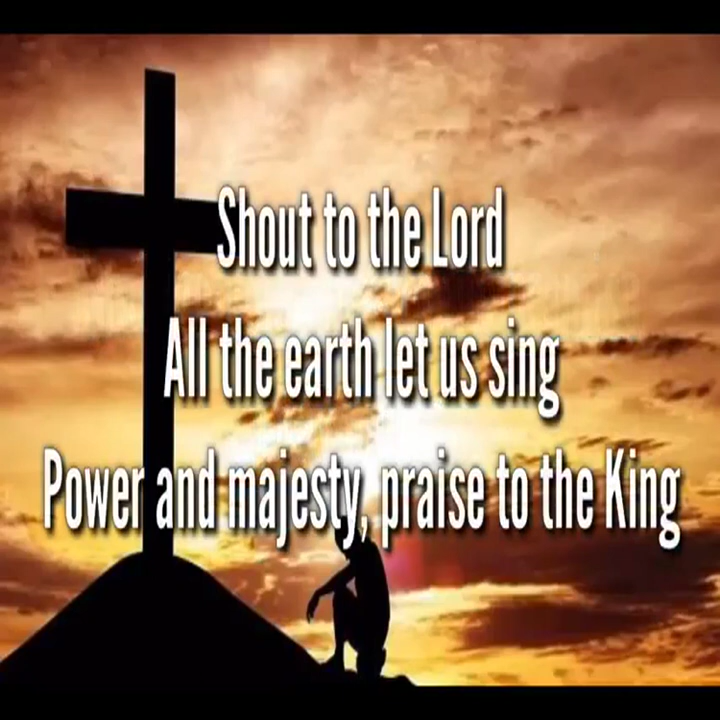 Shout to the Lord
All the earth let us sing
Power and majesty, praise to the King